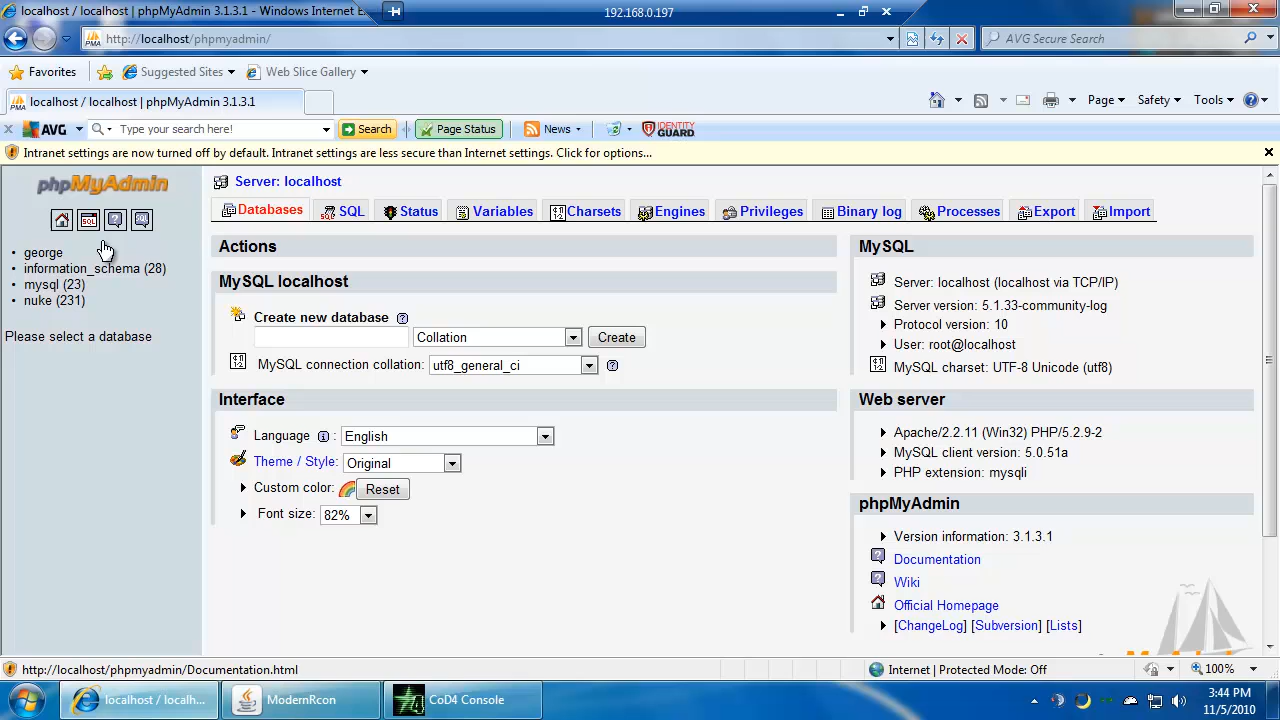 localhost / localhost | phpMyAdmin 3.1.3.1 - Windows Internet E
192.168.0.197
http://localhost/phpmyadmin/
AVG Secure Search
Favorites
Suggested Sites
Web Slice Gallery
localhost / localhost | phpMyAdmin 3.1.3.1
Page
Safety
Tools
AVG
Type your search here!
Search
Page Status
News
IDENTITY GUARD
Intranet settings are now turned off by default. Intranet settings are less secure than Internet settings. Click for options...
phpMyAdmin
SQL
george
information_schema (28)
mysql (23)
nuke (231)
Please select a database
Server: localhost
Databases
SQL
Status
Variables
Charsets
Engines
Privileges
Binary log
Processes
Export
Import
Actions
MySQL localhost
Create new database
Collation
Create
MySQL connection collation:
utf8_general_ci
Interface
Language
:
English
Theme / Style:
Original
Custom color:
Reset
Font size:
82%
MySQL
Server: localhost (localhost via TCP/IP)
Server version: 5.1.33-community-log
Protocol version: 10
User: root@localhost
MySQL charset: UTF-8 Unicode (utf8)
Web server
Apache/2.2.11 (Win32) PHP/5.2.9-2
MySQL client version: 5.0.51a
PHP extension: mysqli
phpMyAdmin
Version information: 3.1.3.1
Documentation
Wiki
Official Homepage
[ChangeLog] [Subversion] [Lists]
http://localhost/phpmyadmin/Documentation.html
Internet | Protected Mode: Off
100%
localhost / localh...
ModernRcon
CoD4 Console
3:44 PM
11/5/2010